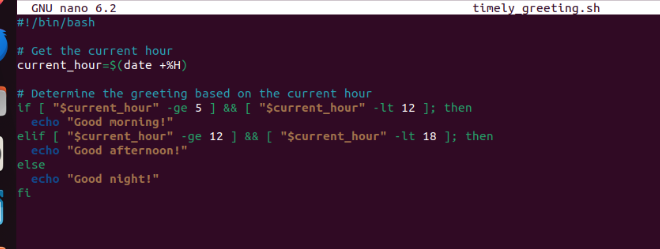 GNU nano 6.2 timely_greeting.sh
#!/bin/bash
# Get the current hour
current_hour=$(date +%H)
# Determine the greeting based on the current hour
if [ "$current_hour" -ge 5 ] && [ "$current_hour" -lt 12 ]; then
  echo "Good morning!"
elif [ "$current_hour" -ge 12 ] && [ "$current_hour" -lt 18 ]; then
  echo "Good afternoon!"
else
  echo "Good night!"
fi